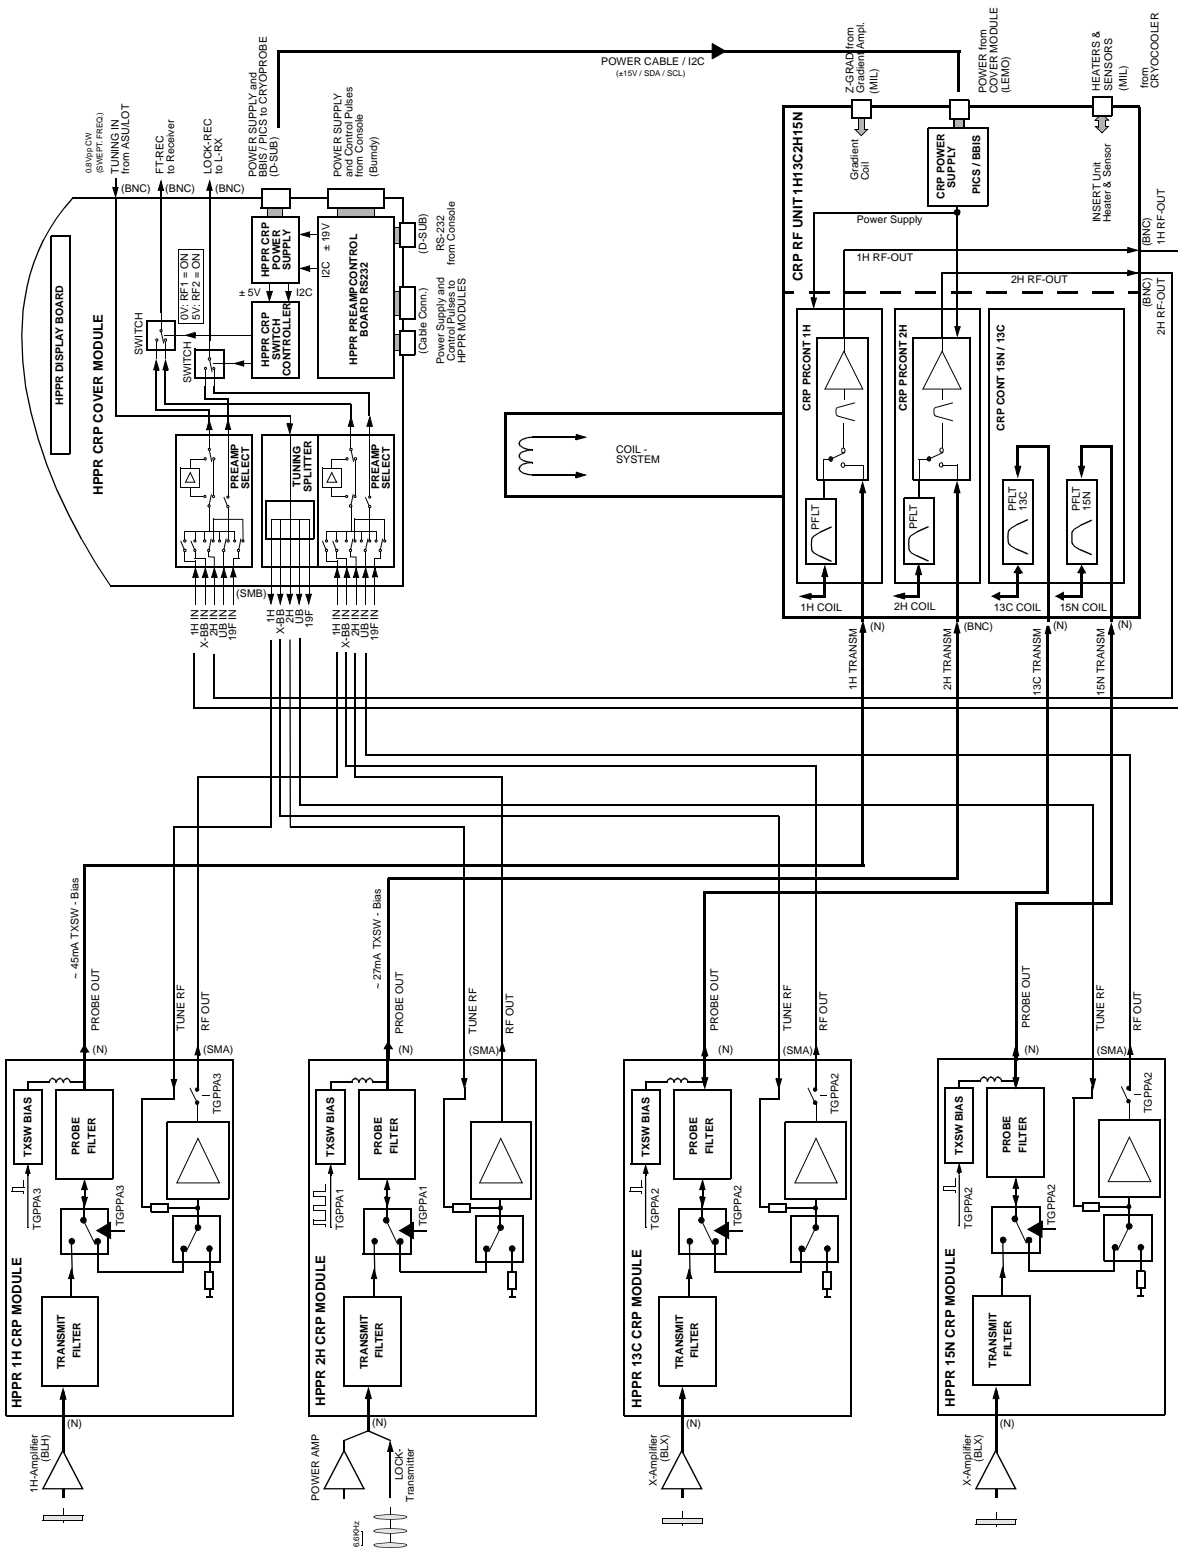 0.8Vpp CW
(SWEPT. FREQ.)
TUNING IN
from ASU/LOT
(BNC)
FT-REC
to Receiver
(BNC)
LOCK-REC
to L-RX
(BNC)
POWER SUPPLY and
BBIS / PICS to CRYOPROBE
(D-SUB)
POWER SUPPLY
and Control Pulses
from Console
(Burndy)
POWER CABLE / I2C
(±15V / SDA / SCL)
Z-GRAD from
Gradient Ampl.
(MIL)
POWER from
COVER MODULE
(LEMO)
HEATERS &
SENSORS
(MIL)
from
CRYOCOOLER
HPPR DISPLAY BOARD
HPPR CRP COVER MODULE
SWITCH
0V: RF1 = ON
5V: RF2 = ON
SWITCH
HPPR CRP
POWER
SUPPLY
± 5V
I2C
I2C
± 19V
HPPR CRP
SWITCH
CONTROLLER
HPPR PREAMPCONTROL
BOARD RS232
(D-SUB)
RS-232
from Console
(Cable Conn.)
Power Supply and
Control Pulses to
HPPR MODULES
PREAMP
SELECT
TUNING
SPLITTER
PREAMP
SELECT
(SMB)
1H IN
X-BB IN
2H IN
UB IN
19F IN
1H
X-BB
2H
UB
19F
1H IN
X-BB IN
2H IN
UB IN
19F IN
COIL -
SYSTEM
CRP RF UNIT 1H13C2H15N
Gradient
Coil
CRP POWER
SUPPLY
PICS / BBIS
INSERT Unit
Heater & Sensor
Power Supply
1H RF-OUT
2H RF-OUT
(BNC)
1H RF-OUT
(BNC)
2H RF-OUT
CRP PRCONT 1H
PFLT
CRP PRCONT 2H
PFLT
CRP CONT 15N / 13C
PFLT
13C
PFLT
15N
1H COIL
2H COIL
13C COIL
15N COIL
1H TRANSM
(N)
2H TRANSM
(BNC)
13C TRANSM
(N)
15N TRANSM
(N)
~ 45mA TXSW - Bias
PROBE OUT
TUNE RF
RF OUT
(N)
(SMA)
~ 27mA TXSW - Bias
PROBE OUT
TUNE RF
RF OUT
(N)
(SMA)
PROBE OUT
TUNE RF
RF OUT
(N)
(SMA)
PROBE OUT
TUNE RF
RF OUT
(N)
(SMA)
HPPR 1H CRP MODULE
TXSW BIAS
PROBE
FILTER
TGPPA3
TGPPA3
TGPPA3
TRANSMIT
FILTER
(N)
1H-Amplifier
(BLH)
HPPR 2H CRP MODULE
TXSW BIAS
PROBE
FILTER
TGPPA1
TGPPA1
TRANSMIT
FILTER
(N)
POWER AMP
LOCK-
Transmitter
6.6KHz
HPPR 13C CRP MODULE
TXSW BIAS
PROBE
FILTER
TGPPA2
TGPPA2
TGPPA2
TRANSMIT
FILTER
(N)
X-Amplifier
(BLX)
HPPR 15N CRP MODULE
TXSW BIAS
PROBE
FILTER
TGPPA2
TGPPA2
TGPPA2
TRANSMIT
FILTER
(N)
X-Amplifier
(BLX)